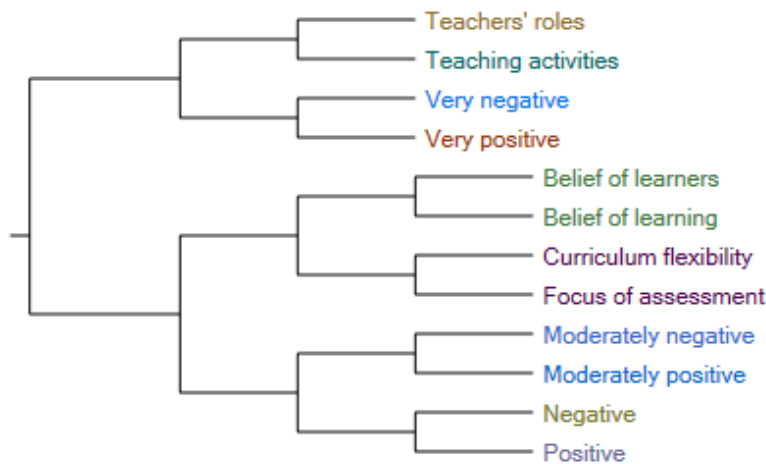 Teachers' roles
Teaching activities
Very negative
Very positive
Belief of learners
Belief of learning
Curriculum flexibility
Focus of assessment
Moderately negative
Moderately positive
Negative
Positive